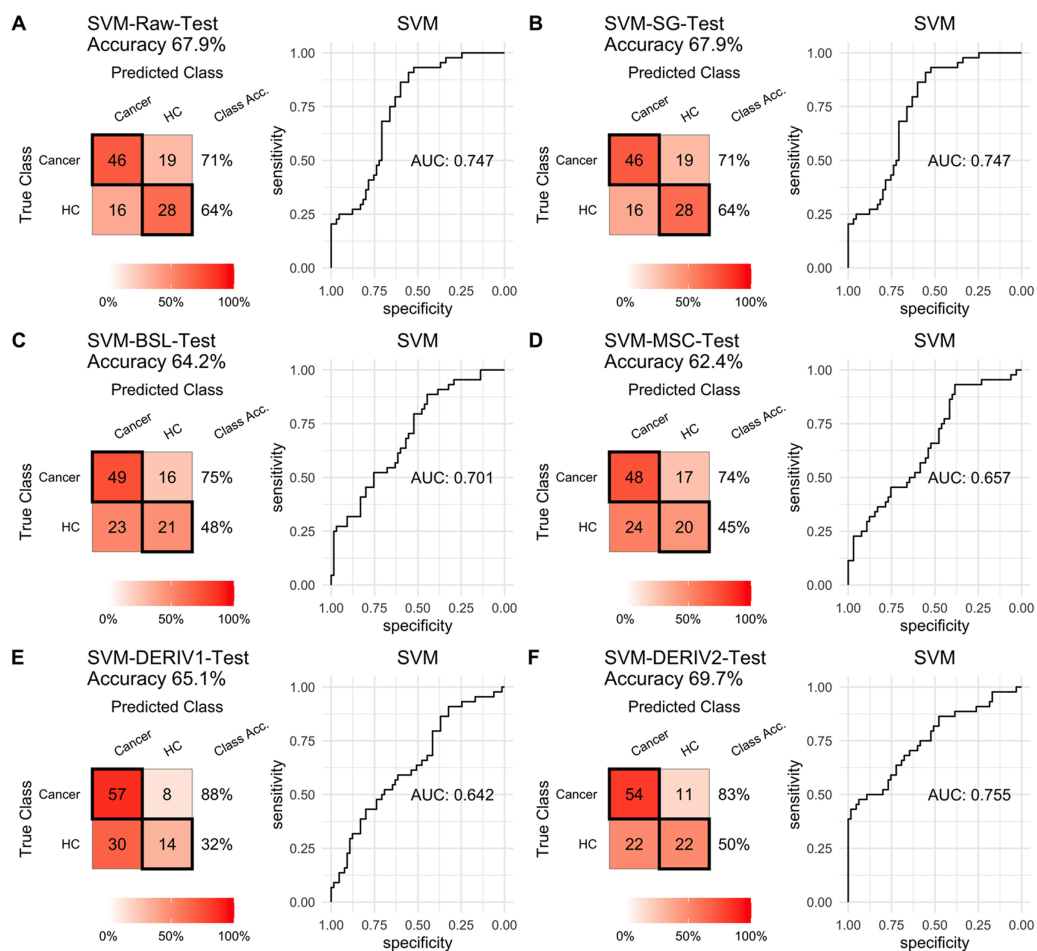 A
SVM-Raw-Test
Accuracy 67.9%
Predicted Class
Cancer
HC
Class Acc.
True Class
Cancer
46
19
71%
HC
16
28
64%
0%
50%
100%
SVM
sensitivity
1.00
0.75
0.50
0.25
0.00
AUC: 0.747
1.00
0.75
0.50
0.25
0.00
specificity
B
SVM-SG-Test
Accuracy 67.9%
Predicted Class
Cancer
HC
Class Acc.
True Class
Cancer
46
19
71%
HC
16
28
64%
0%
50%
100%
SVM
sensitivity
1.00
0.75
0.50
0.25
0.00
AUC: 0.747
1.00
0.75
0.50
0.25
0.00
specificity
C
SVM-BSL-Test
Accuracy 64.2%
Predicted Class
Cancer
HC
Class Acc.
True Class
Cancer
49
16
75%
HC
23
21
48%
0%
50%
100%
SVM
sensitivity
1.00
0.75
0.50
0.25
0.00
AUC: 0.701
1.00
0.75
0.50
0.25
0.00
specificity
D
SVM-MSC-Test
Accuracy 62.4%
Predicted Class
Cancer
HC
Class Acc.
True Class
Cancer
48
17
74%
HC
24
20
45%
0%
50%
100%
SVM
sensitivity
1.00
0.75
0.50
0.25
0.00
AUC: 0.657
1.00
0.75
0.50
0.25
0.00
specificity
E
SVM-DERIV1-Test
Accuracy 65.1%
Predicted Class
Cancer
HC
Class Acc.
True Class
Cancer
57
8
88%
HC
30
14
32%
0%
50%
100%
SVM
sensitivity
1.00
0.75
0.50
0.25
0.00
AUC: 0.642
1.00
0.75
0.50
0.25
0.00
specificity
F
SVM-DERIV2-Test
Accuracy 69.7%
Predicted Class
Cancer
HC
Class Acc.
True Class
Cancer
54
11
83%
HC
22
22
50%
0%
50%
100%
SVM
sensitivity
1.00
0.75
0.50
0.25
0.00
AUC: 0.755
1.00
0.75
0.50
0.25
0.00
specificity